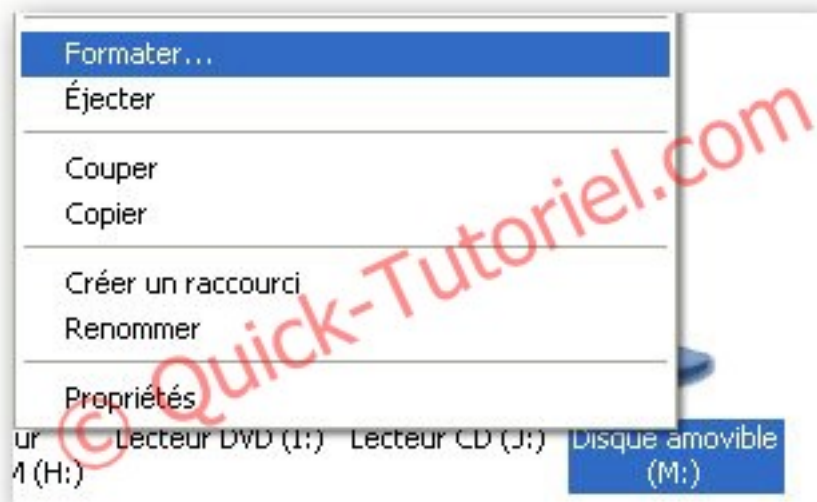 Formater...
Éjecter
Couper
Copier
Créer un raccourci
Renommer
Propriétés
© Quick-Tutoriel.com
ur Lecteur DVD (I:) Lecteur CD (J:) Disque amovible
(H:) (M:)